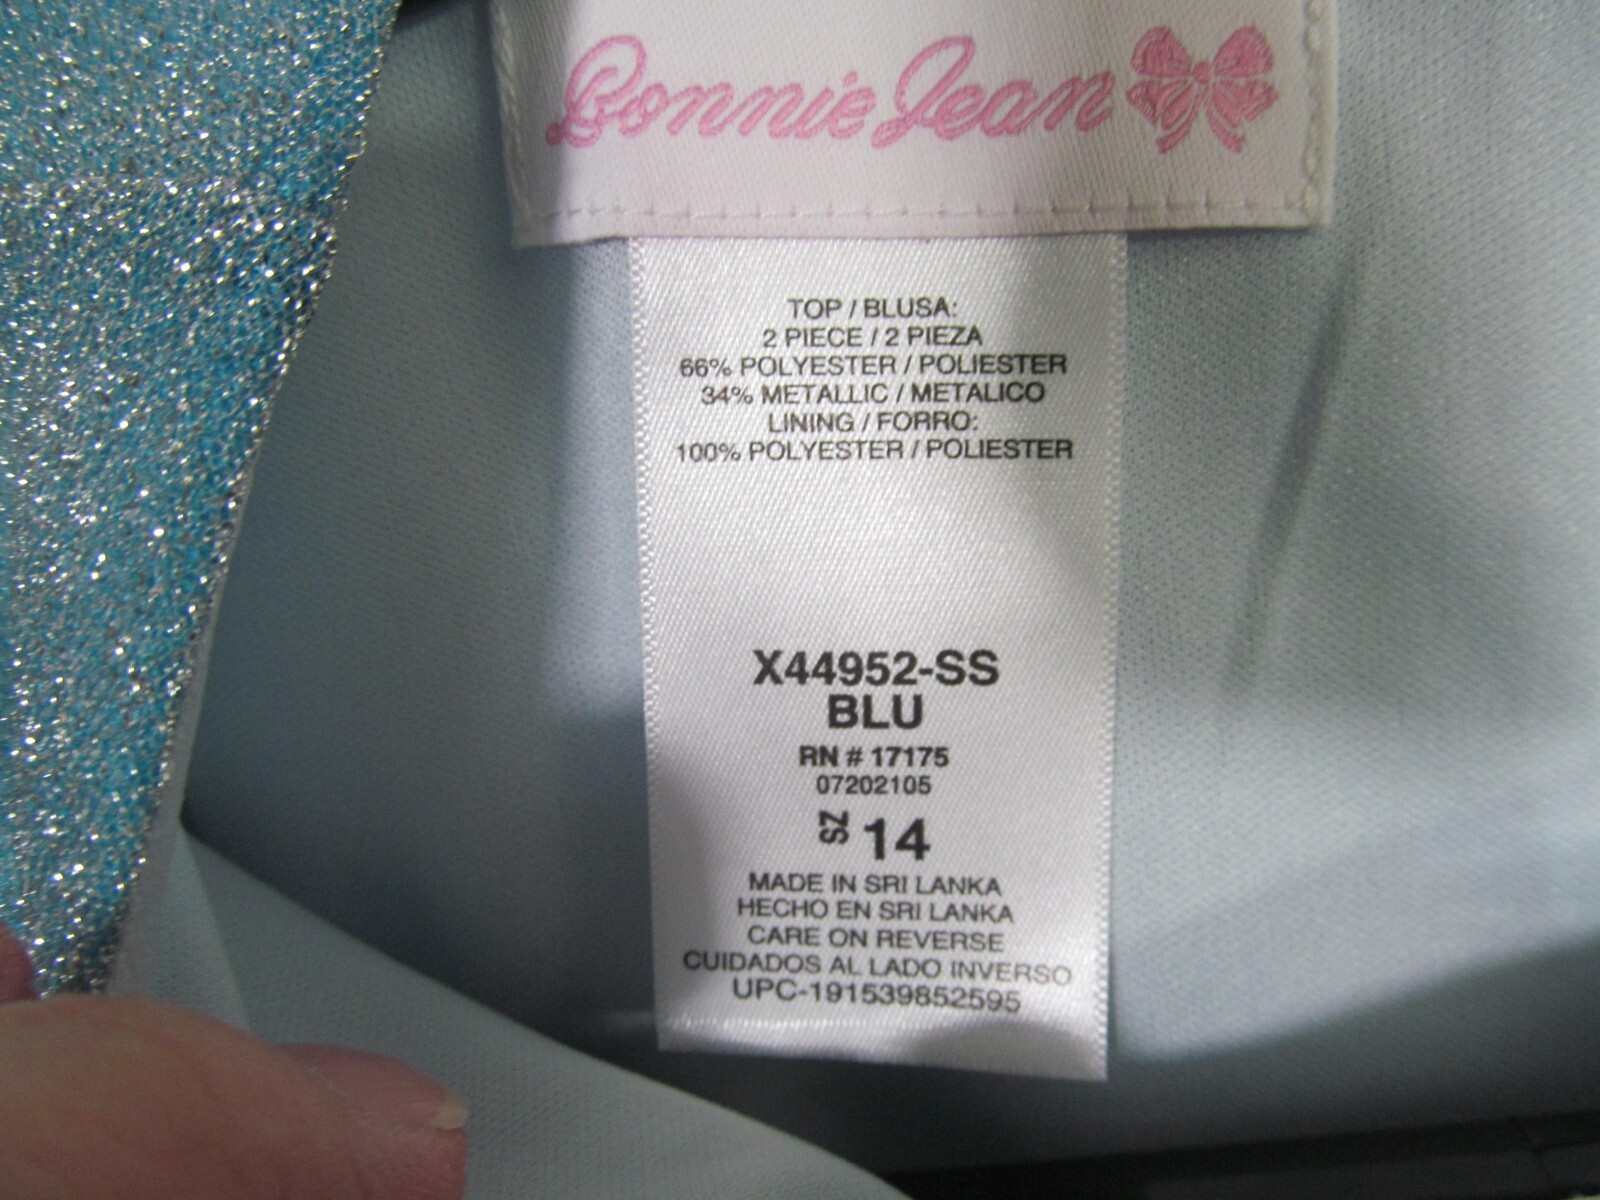 Bonnie Jean
TOP / BLUSA:
2 PIECE / 2 PIEZA
66% POLYESTER / POLIESTER
34% METALLIC / METALICO
LINING / FORRO:
100% POLYESTER / POLIESTER
X44952-SS
BLU
RN # 17175
07202105
SZ 14
MADE IN SRI LANKA
HECHO EN SRI LANKA
CARE ON REVERSE
CUIDADOS AL LADO INVERSO
UPC-191539852595